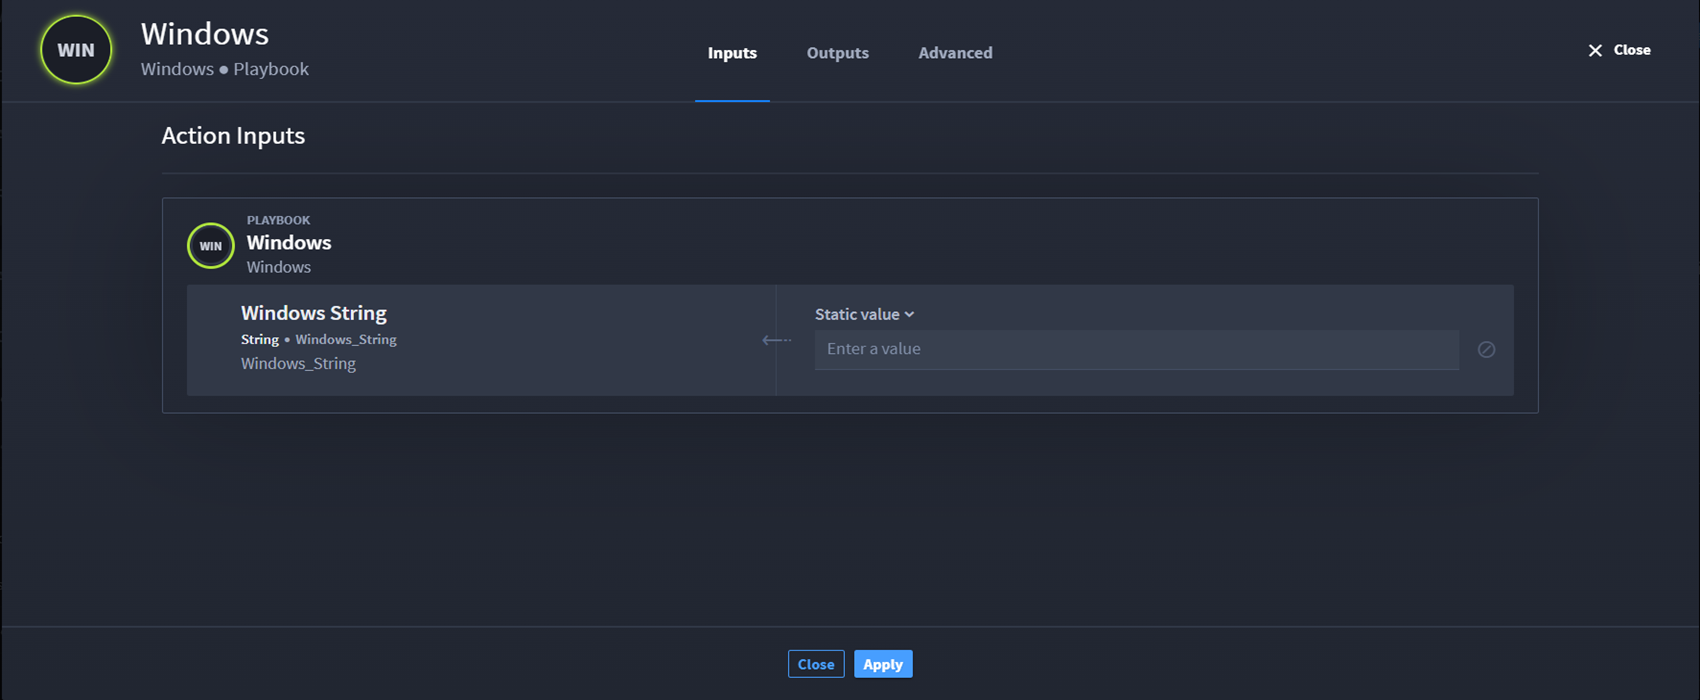 WIN
Windows
Windows • Playbook
Inputs
Outputs
Advanced
Close
Action Inputs
WIN
PLAYBOOK
Windows
Windows
Windows String
String • Windows_String
Windows_String
Static value
Enter a value
Close
Apply